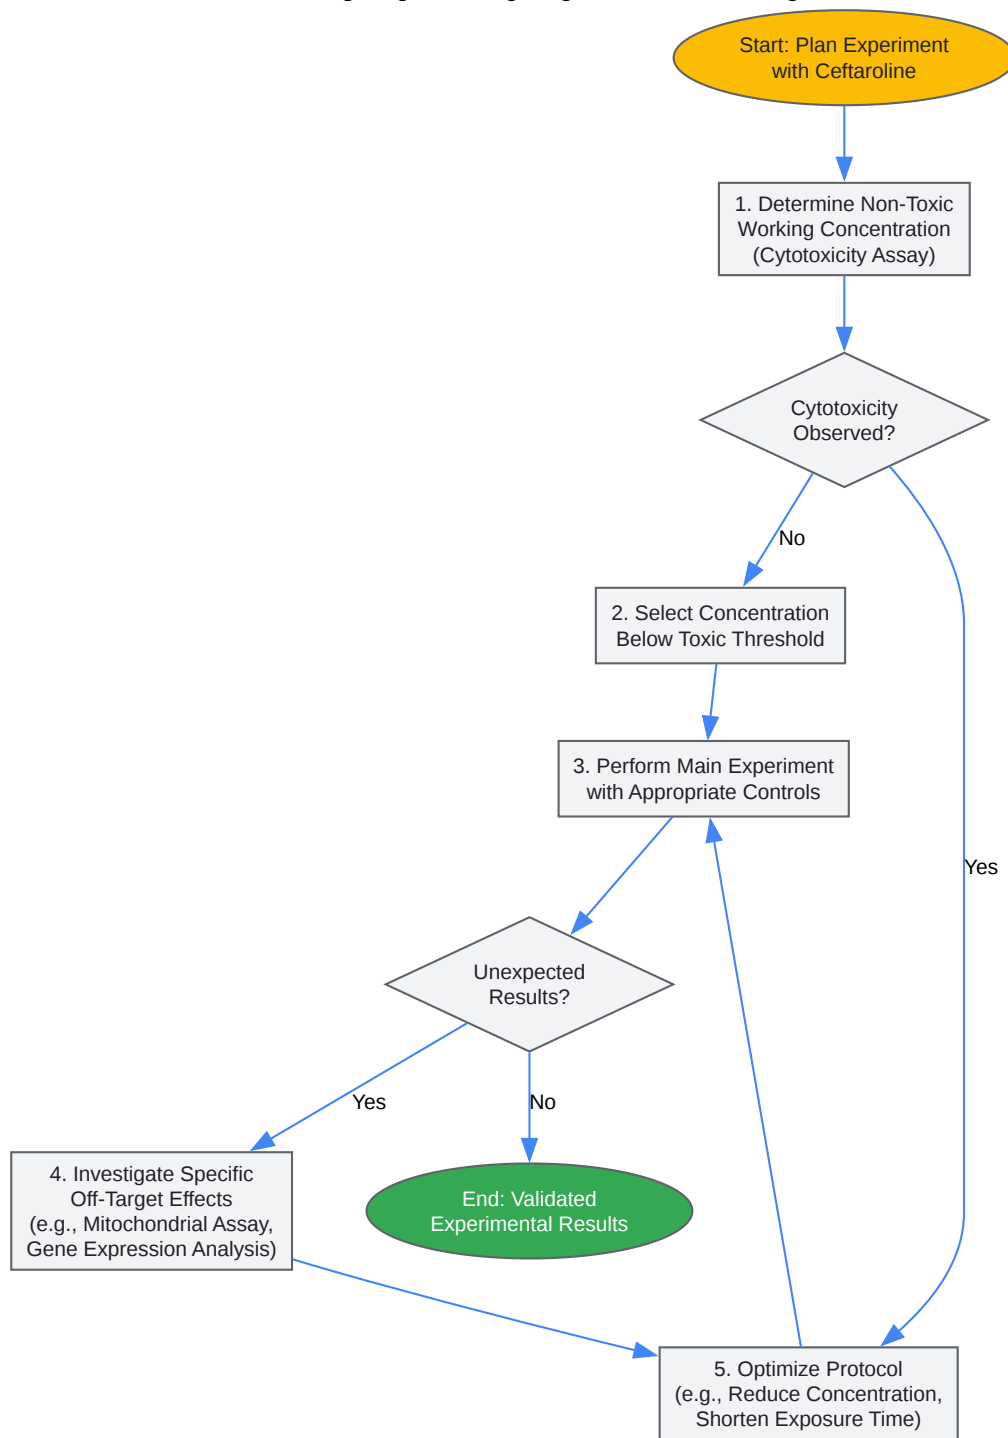 Start: Plan Experiment
with Ceftaroline
1. Determine Non-Toxic
Working Concentration
(Cytotoxicity Assay)
Cytotoxicity
Observed?
No
2. Select Concentration
Below Toxic Threshold
3. Perform Main Experiment
with Appropriate Controls
Yes
Unexpected
Results?
Yes
No
4. Investigate Specific
Off-Target Effects
(e.g., Mitochondrial Assay,
Gene Expression Analysis)
End: Validated
Experimental Results
5. Optimize Protocol
(e.g., Reduce Concentration,
Shorten Exposure Time)